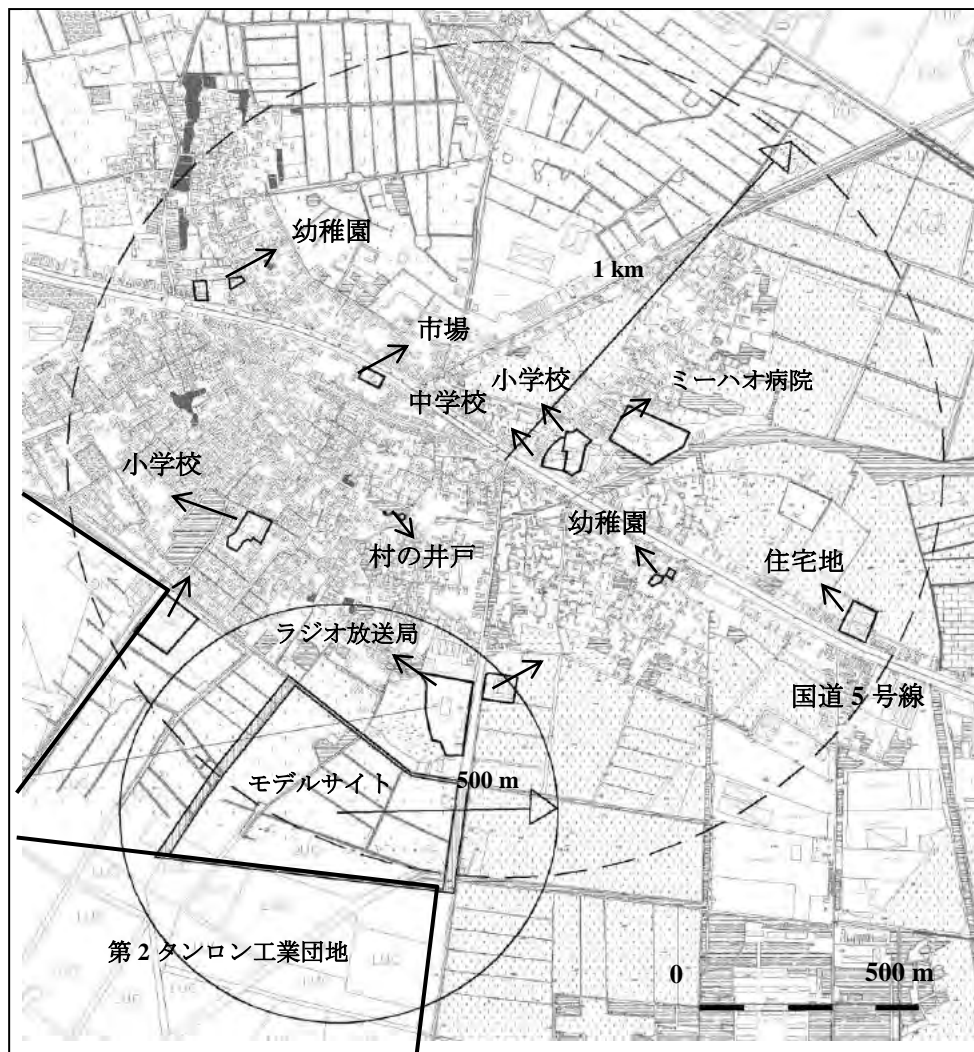 幼稚園
1 km
市場
小学校
中学校
ミーハオ病院
小学校
幼稚園
村の井戸
住宅地
ラジオ放送局
国道 5 号線
モデルサイト
500 m
第 2 タンロン工業団地
0
500 m